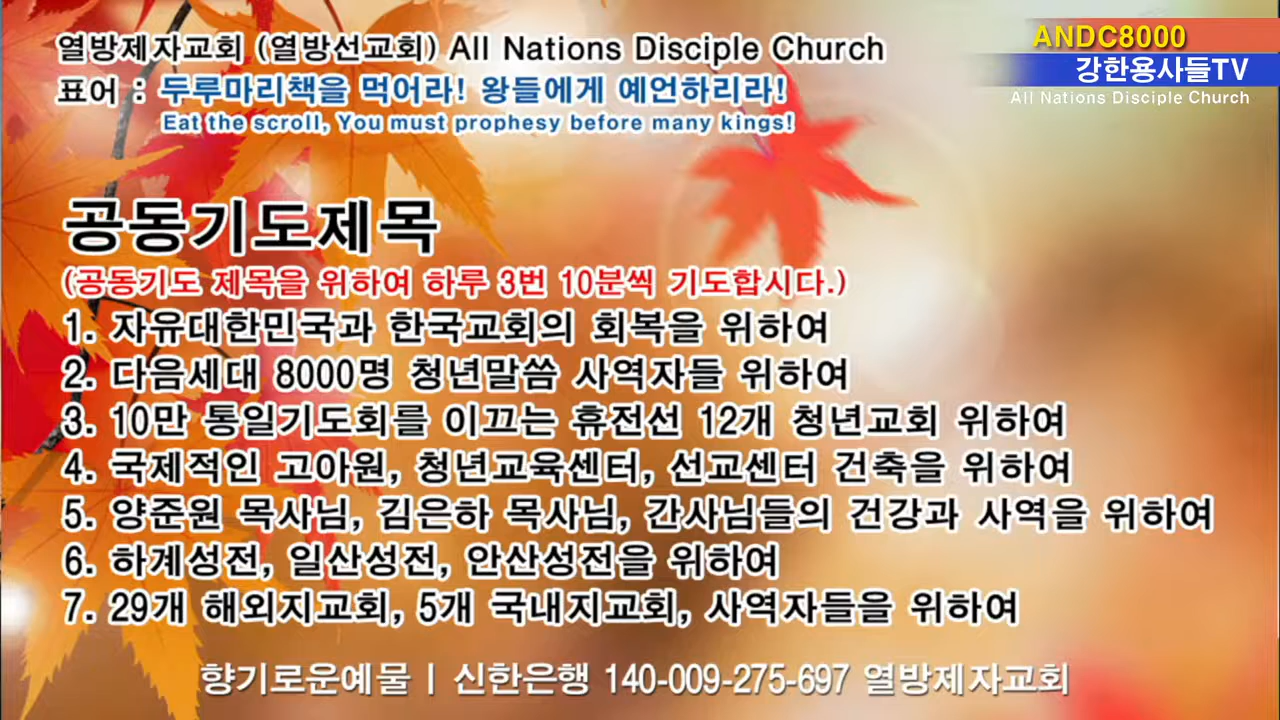 열방제자교회 (열방선교회) All Nations Disciple Church
표어 : 두루마리책을 먹어라! 왕들에게 예언하리라!
Eat the scroll, You must prophesy before many kings!
ANDC8000
강한용사들TV
All Nations Disciple Church
공동기도제목
(공동기도 제목을 위하여 하루 3번 10분씩 기도합시다.)
1. 자유대한민국과 한국교회의 회복을 위하여
2. 다음세대 8000명 청년말씀 사역자들 위하여
3. 10만 통일기도회를 이끄는 휴전선 12개 청년교회 위하여
4. 국제적인 고아원, 청년교육센터, 선교센터 건축을 위하여
5. 양준원 목사님, 김은하 목사님, 간사님들의 건강과 사역을 위하여
6. 하계성전, 일산성전, 안산성전을 위하여
7. 29개 해외지교회, 5개 국내지교회, 사역자들을 위하여
향기로운예물 | 신한은행 140-009-275-697 열방제자교회